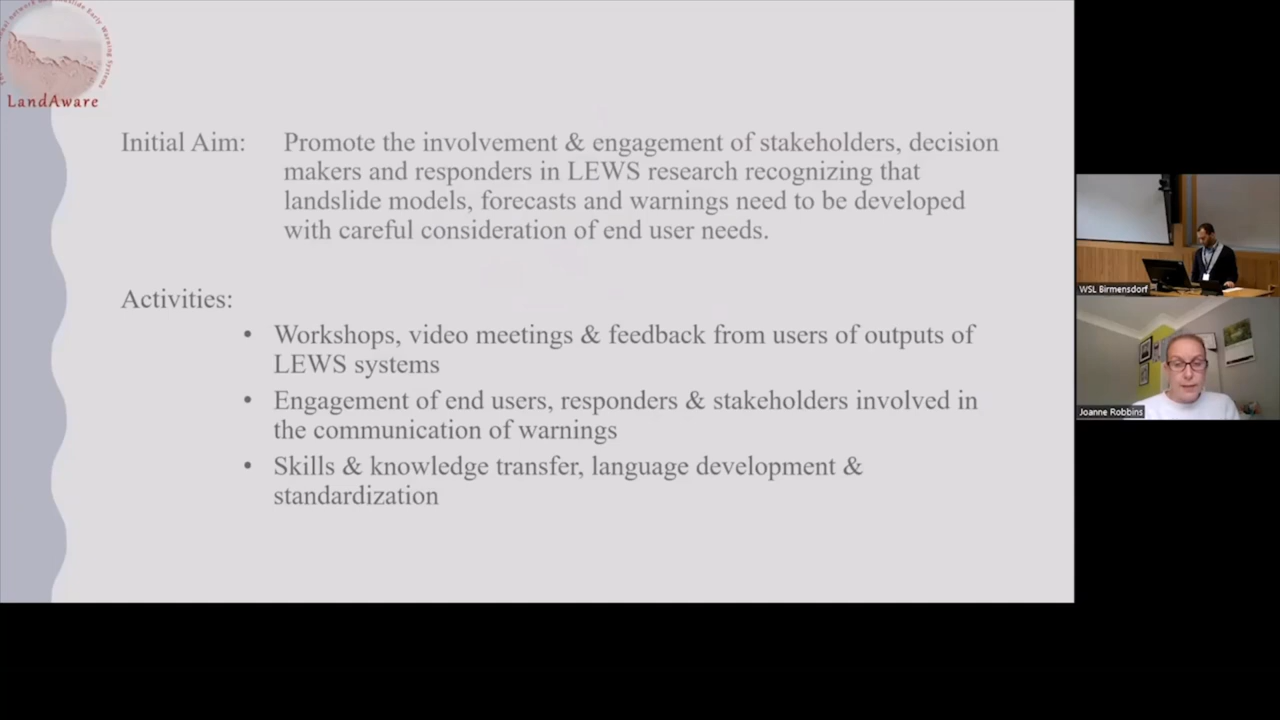 LandAware
Initial Aim:
Promote the involvement & engagement of stakeholders, decision
makers and responders in LEWS research recognizing that
landslide models, forecasts and warnings need to be developed
with careful consideration of end user needs.
Activities:
• Workshops, video meetings & feedback from users of outputs of
LEWS systems
• Engagement of end users, responders & stakeholders involved in
the communication of warnings
• Skills & knowledge transfer, language development &
standardization
WSL Birmensdorf
Joanne Robbins